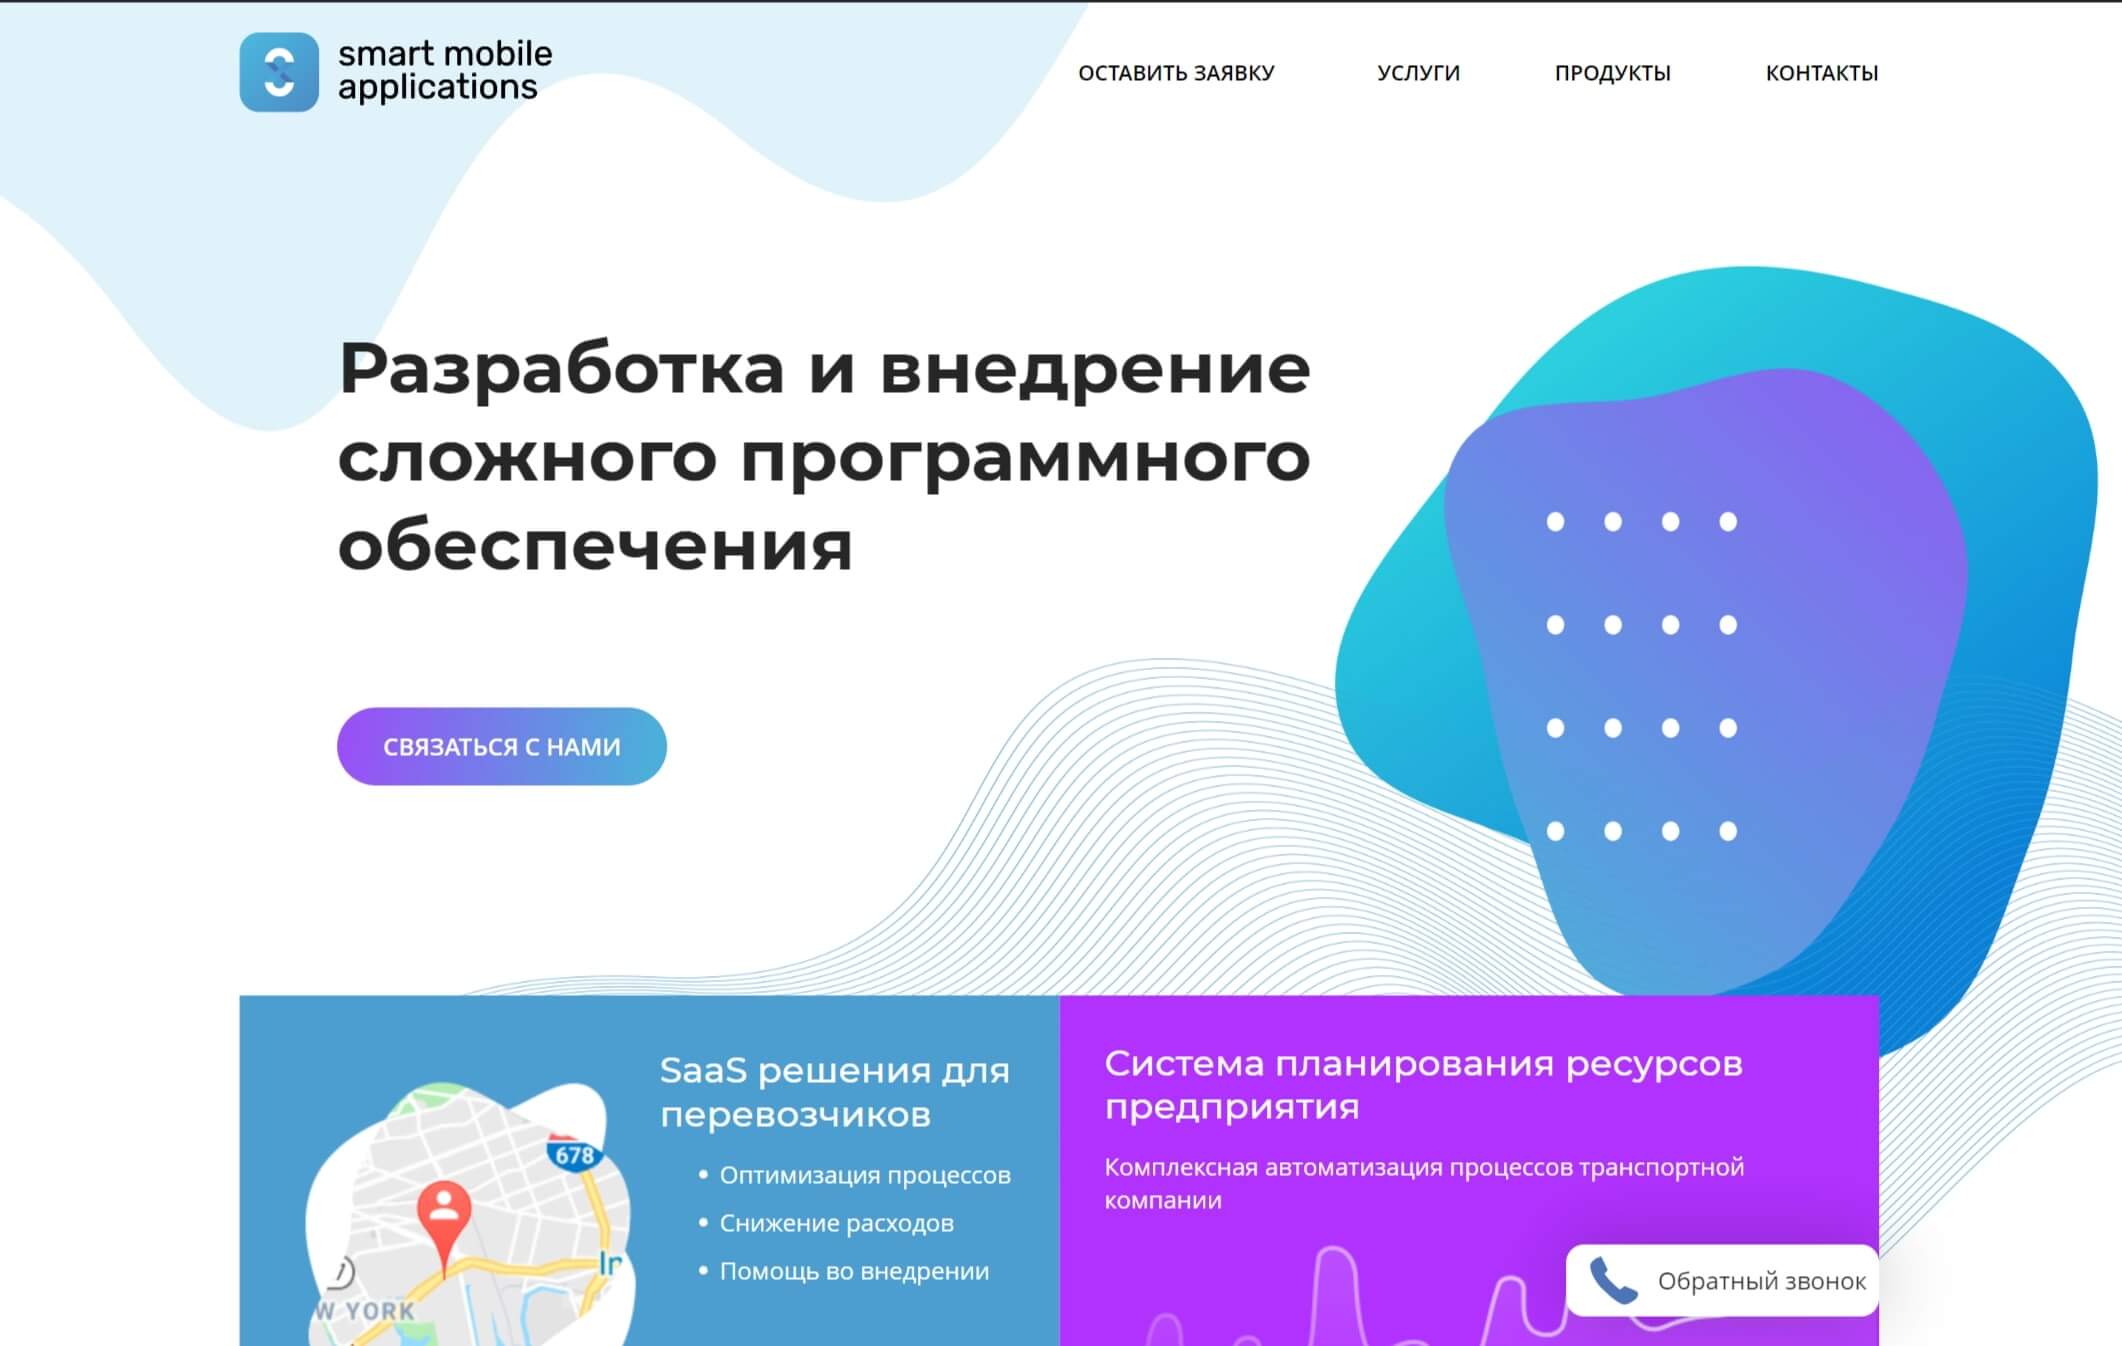 smart mobile
applications
ОСТАВИТЬ ЗАЯВКУ
УСЛУГИ
ПРОДУКТЫ
КОНТАКТЫ
Разработка и внедрение
сложного программного
обеспечения
СВЯЗАТЬСЯ С НАМИ
SaaS решения для
перевозчиков
• Оптимизация процессов
• Снижение расходов
• Помощь во внедрении
678
In
W YORK
Система планирования ресурсов
предприятия
Комплексная автоматизация процессов транспортной
компании
Обратный звонок